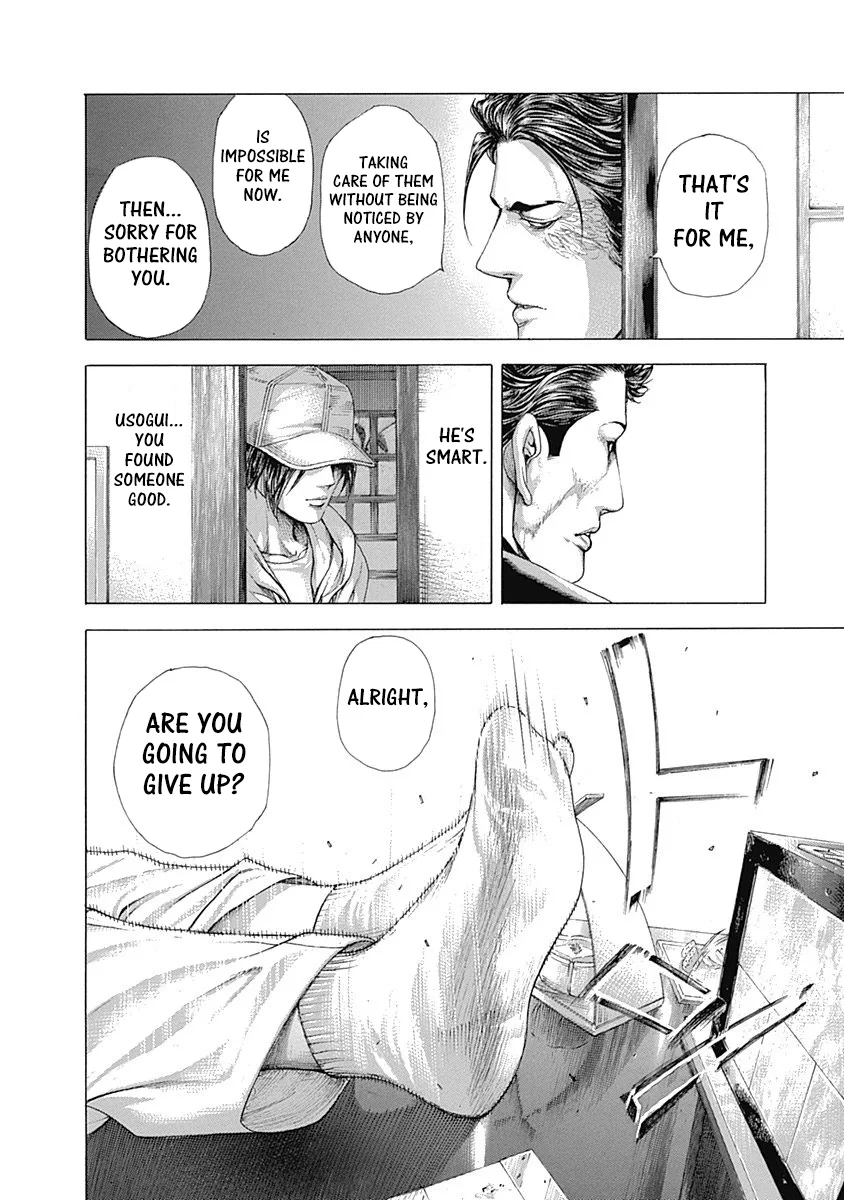 THAT'S
IT
FOR ME,
TAKING
CARE OF THEM
WITHOUT BEING
NOTICED BY
ANYONE,
IS
IMPOSSIBLE
FOR ME
NOW.
THEN...
SORRY FOR
BOTHERING
YOU.
HE'S
SMART.
USOGUI...
YOU
FOUND
SOMEONE
GOOD.
ALRIGHT,
ARE YOU
GOING TO
GIVE UP?